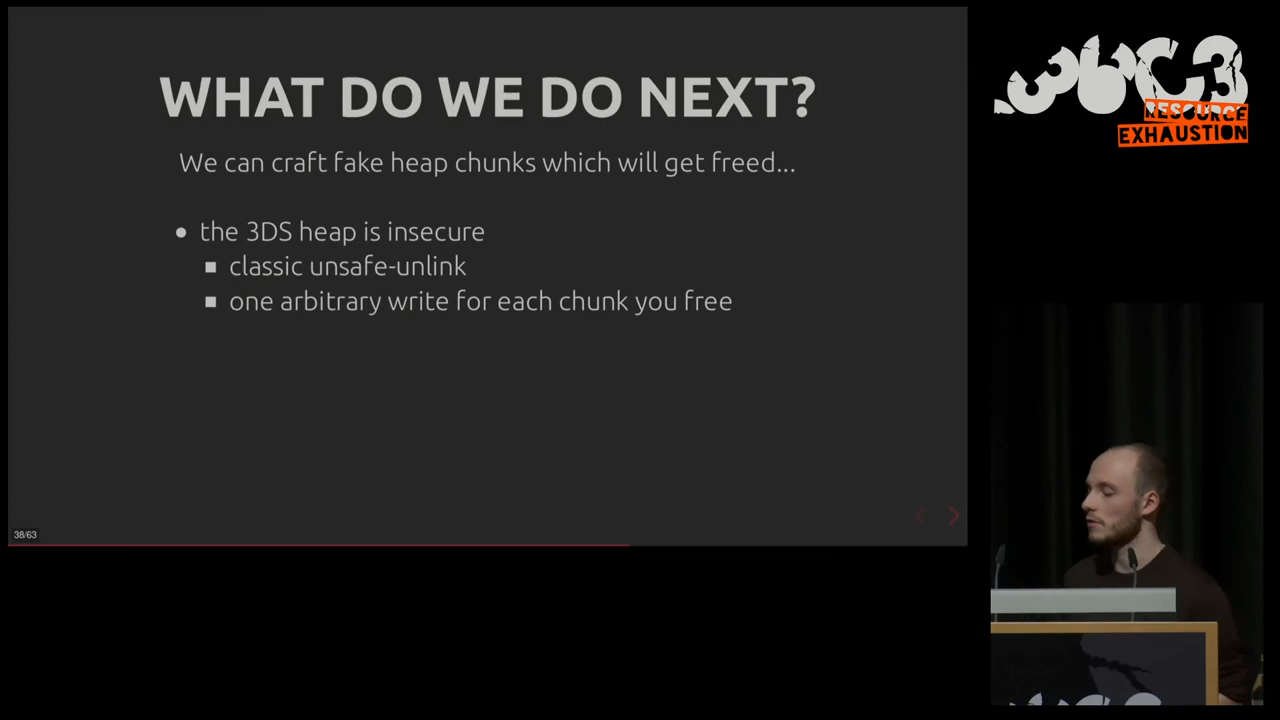 WHAT DO WE DO NEXT?
We can craft fake heap chunks which will get freed...
the 3DS heap is insecure
classic unsafe-unlink
one arbitrary write for each chunk you free
38/63
36C3
RESOURCE
EXHAUSTION